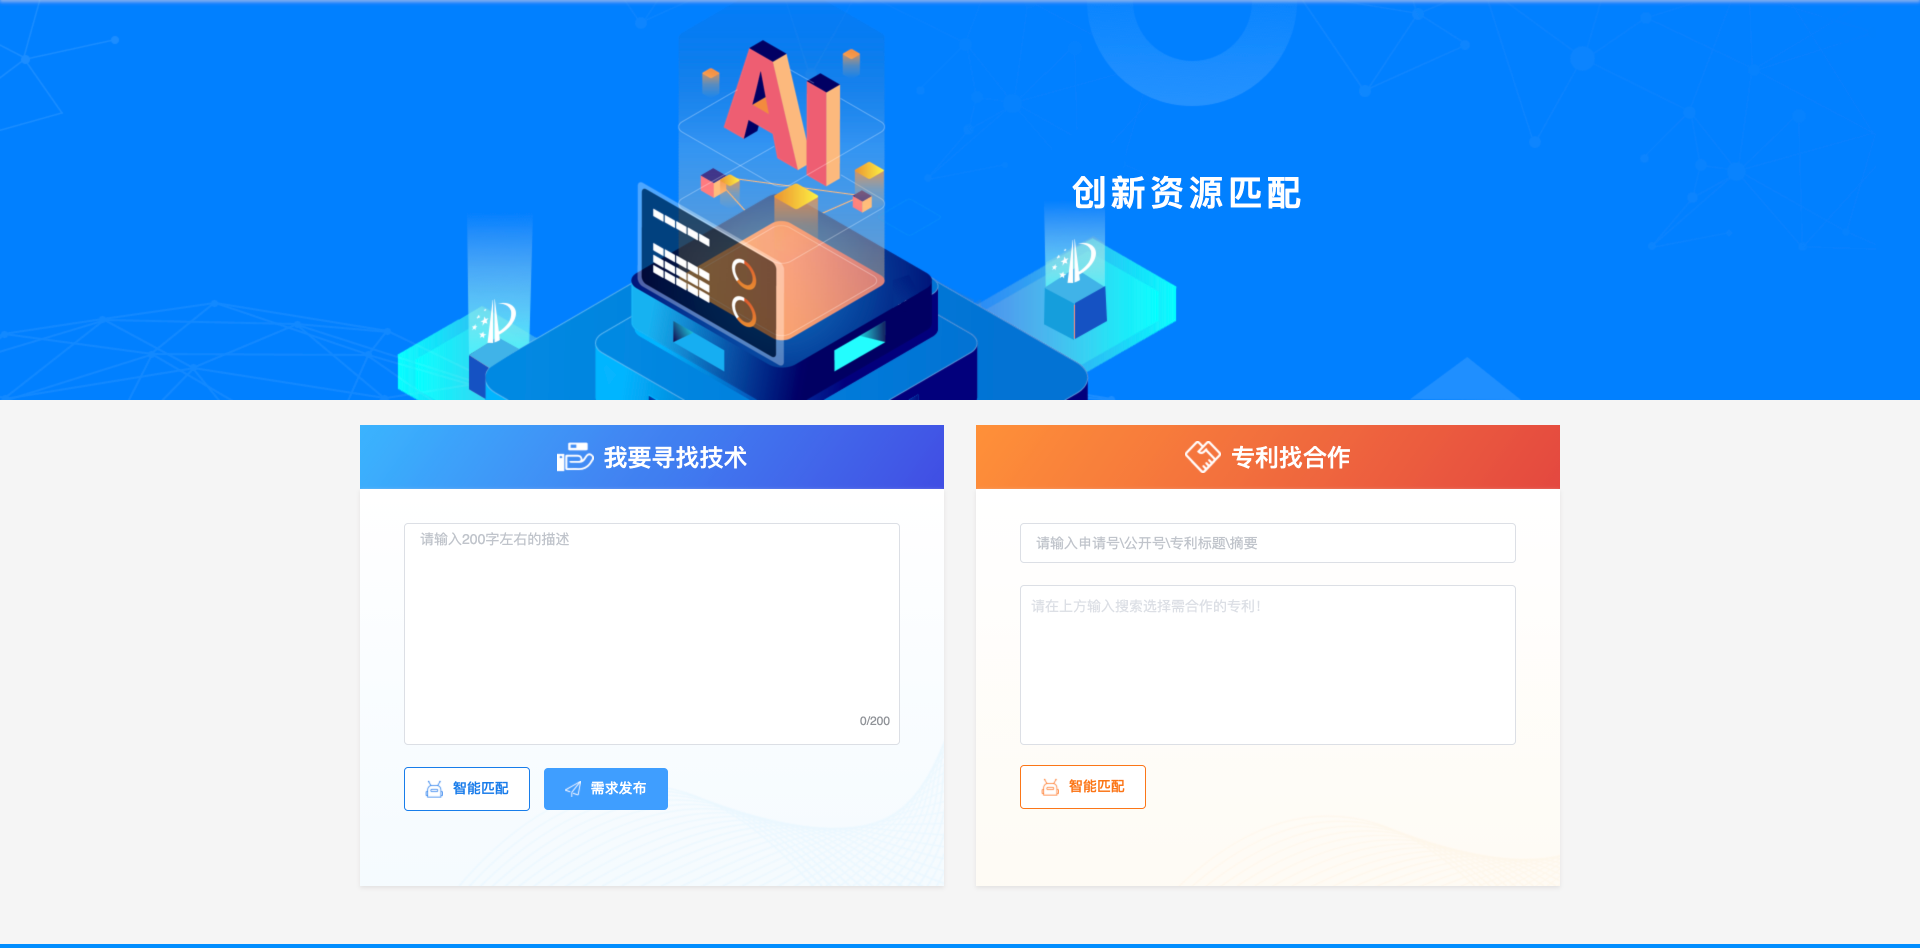 AI
创新资源匹配
我要寻找技术
请输入200字左右的描述
0/200
智能匹配
需求发布
专利找合作
请输入申请号\公开号\专利标题\摘要
请在上方输入搜索选择需合作的专利!
智能匹配